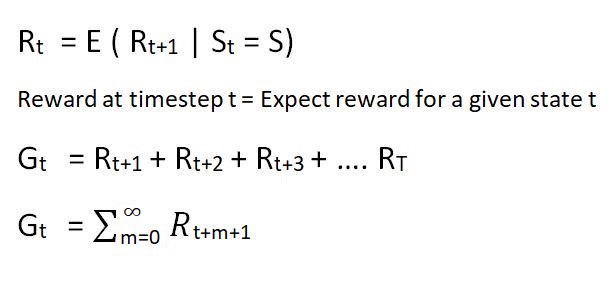 Rt = E ( Rt+1 | St = S)
Reward at timestep t = Expect reward for a given state t
Gt = Rt+1 + Rt+2 + Rt+3 + .... RT
Gt = ∑∞m=0 Rt+m+1